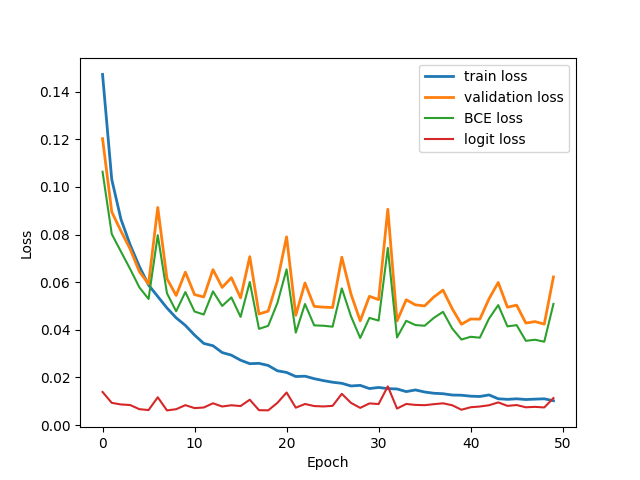 train loss
validation loss
BCE loss
logit loss
0.14
0.12
0.10
0.08
0.06
0.04
0.02
0.00
Loss
0 10 20 30 40 50
Epoch